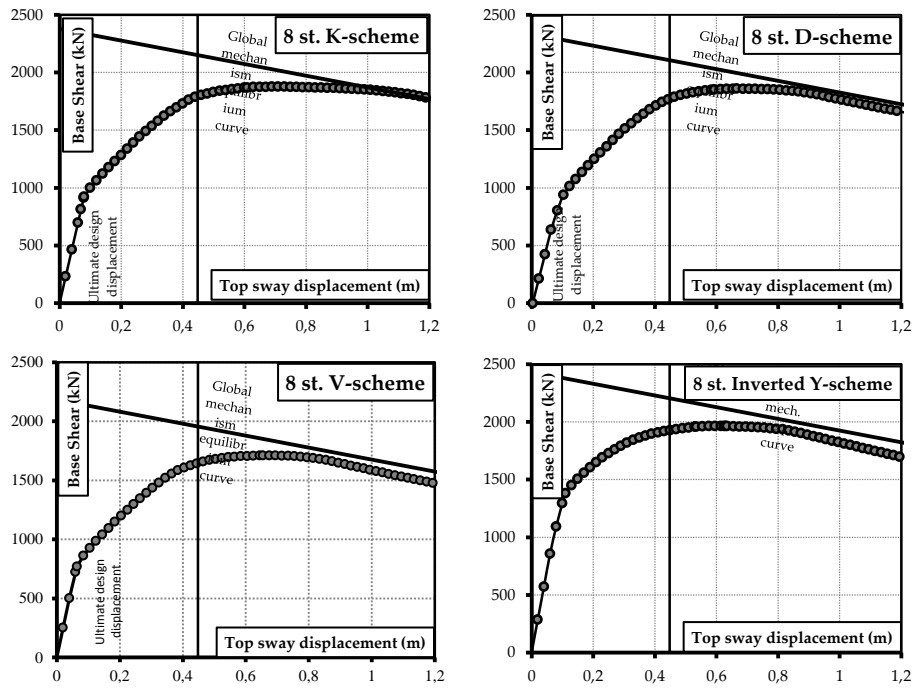 8 st. K-scheme
Base Shear (kN)
2500
2000
1500
1000
500
0
Global
mechan
ism
equilibr
ium
curve
Ultimate design
displacement
Top sway displacement (m)
0 0,2 0,4 0,6 0,8 1 1,2
8 st. D-scheme
Base Shear (kN)
2500
2000
1500
1000
500
0
Global
mechan
ism
equilibr
ium
curve
Ultimate design
displacement
Top sway displacement (m)
0 0,2 0,4 0,6 0,8 1 1,2
8 st. V-scheme
Base Shear (kN)
2500
2000
1500
1000
500
0
Global
mechan
ism
equilibr
ium
curve
Ultimate design
displacement
Top sway displacement (m)
0 0,2 0,4 0,6 0,8 1 1,2
8 st. Inverted Y-scheme
Base Shear (kN)
2500
2000
1500
1000
500
0
mech.
curve
Top sway displacement (m)
0 0,2 0,4 0,6 0,8 1 1,2